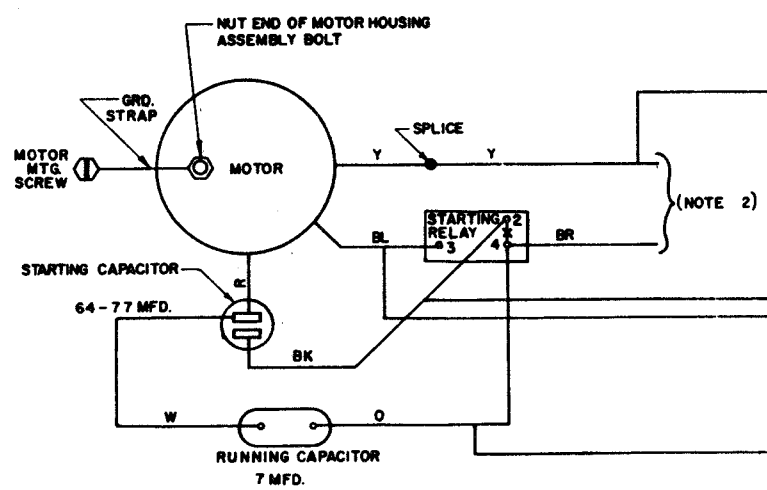 NUT END OF MOTOR HOUSING
ASSEMBLY BOLT
GRD.
STRAP
SPLICE
MOTOR
MTG.
SCREW
MOTOR
Y
Y
(NOTE 2)
STARTING
RELAY
2
3
4
BL
BR
STARTING CAPACITOR
R
64-77 MFD.
BK
W
O
RUNNING CAPACITOR
7 MFD.